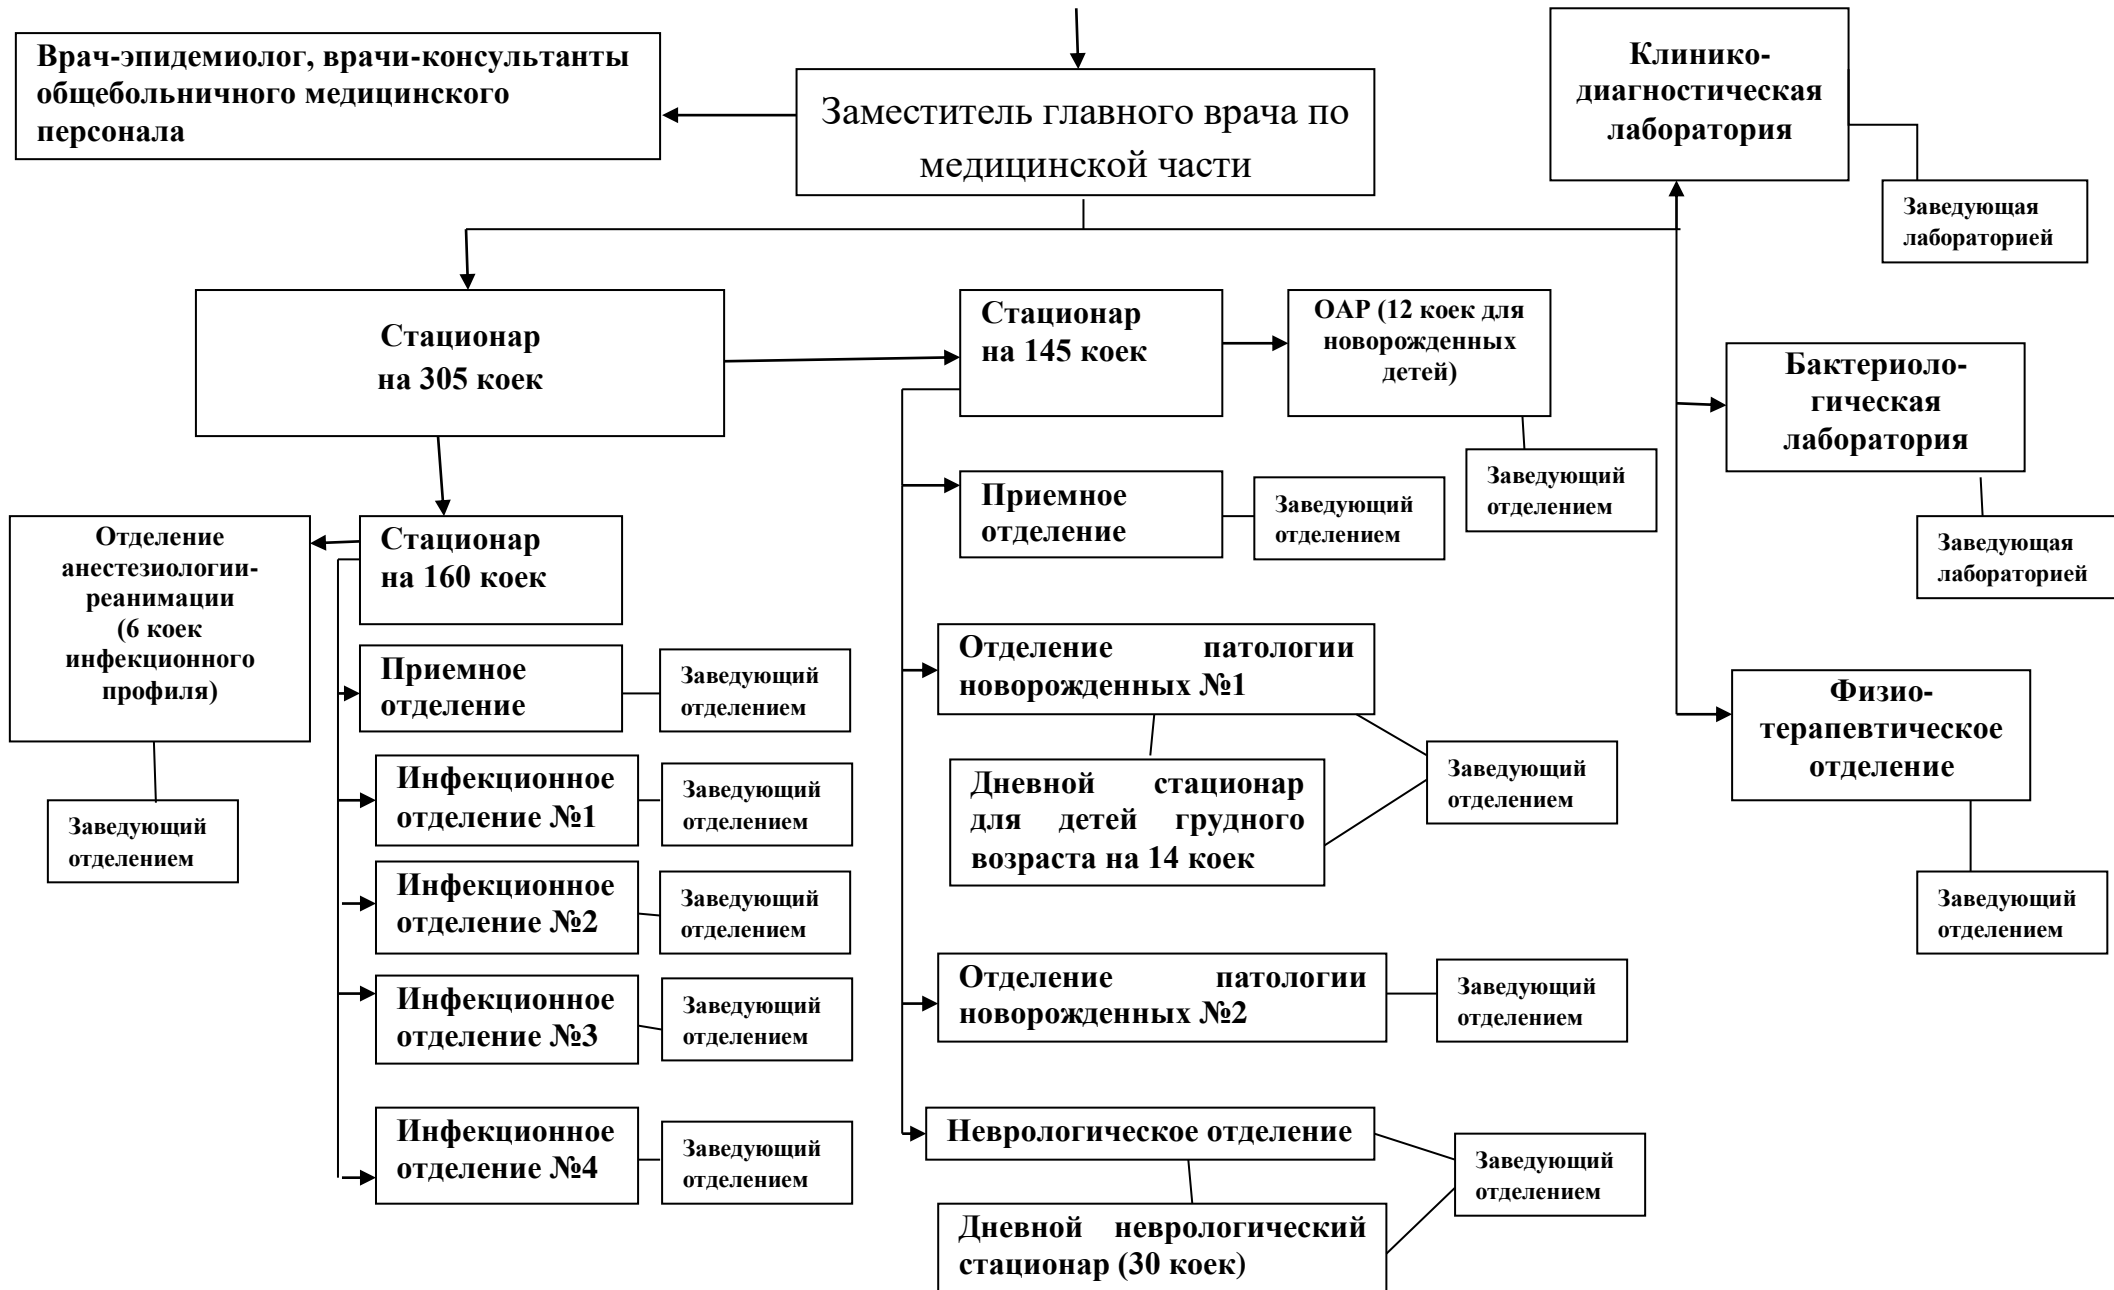 Врач-эпидемиолог, врачи-консультанты
общебольничного медицинского
персонала
Заместитель главного врача по
медицинской части
Клинико-
диагностическая
лаборатория
Заведующая
лабораторией
Стационар
на 305 коек
Стационар
на 145 коек
ОАР (12 коек для
новорожденных
детей)
Заведующий
отделением
Бактериоло-
гическая
лаборатория
Заведующая
лабораторией
Приемное
отделение
Заведующий
отделением
Отделение
анестезиологии-
реанимации
(6 коек
инфекционного
профиля)
Заведующий
отделением
Стационар
на 160 коек
Приемное
отделение
Заведующий
отделением
Инфекционное
отделение №1
Заведующий
отделением
Инфекционное
отделение №2
Заведующий
отделением
Инфекционное
отделение №3
Заведующий
отделением
Инфекционное
отделение №4
Заведующий
отделением
Отделение патологии
новорожденных №1
Дневной стационар
для детей грудного
возраста на 14 коек
Заведующий
отделением
Отделение патологии
новорожденных №2
Заведующий
отделением
Неврологическое отделение
Дневной неврологический
стационар (30 коек)
Заведующий
отделением
Физио-
терапевтическое
отделение
Заведующий
отделением